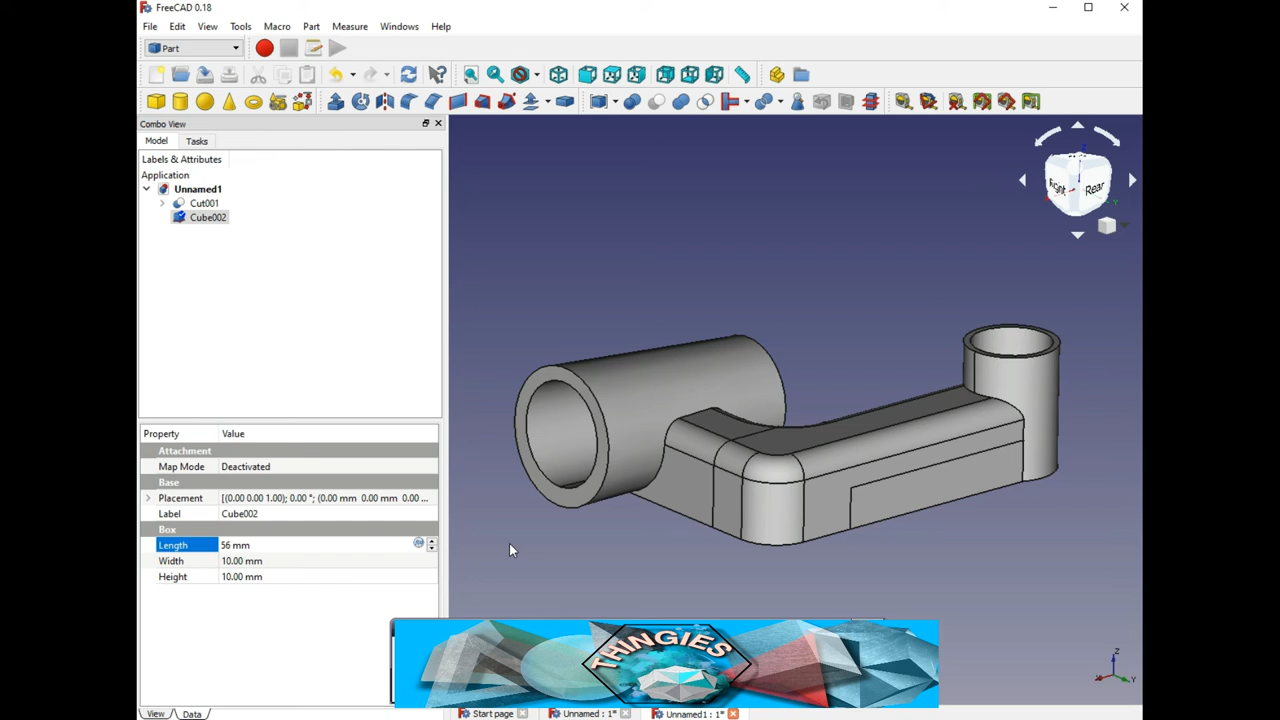 FreeCAD 0.18
File Edit View Tools Macro Part Measure Windows Help
Part
Combo View
Model Tasks
Labels & Attributes
Application
Unnamed1
Cut001
Cube002
Right Rear
Z
Y
Property Value
Attachment
Map Mode Deactivated
Base
Placement [(0.00 0.00 1.00); 0.00 °; (0.00 mm 0.00 mm 0.00 ...
Label Cube002
Box
Length 56 mm
Width 10.00 mm
Height 10.00 mm
THINGIES
Z
X Y
View Data
Start page Unnamed : 1* Unnamed1 : 1*